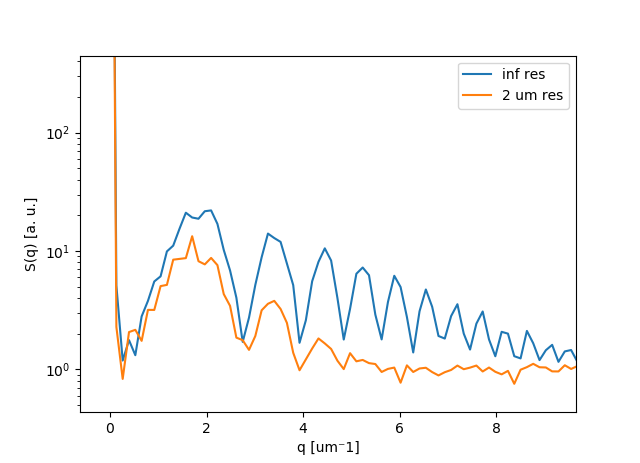 inf res
2 um res
S(q) [a. u.]
10²
10¹
10⁰
0 2 4 6 8
q [um⁻1]